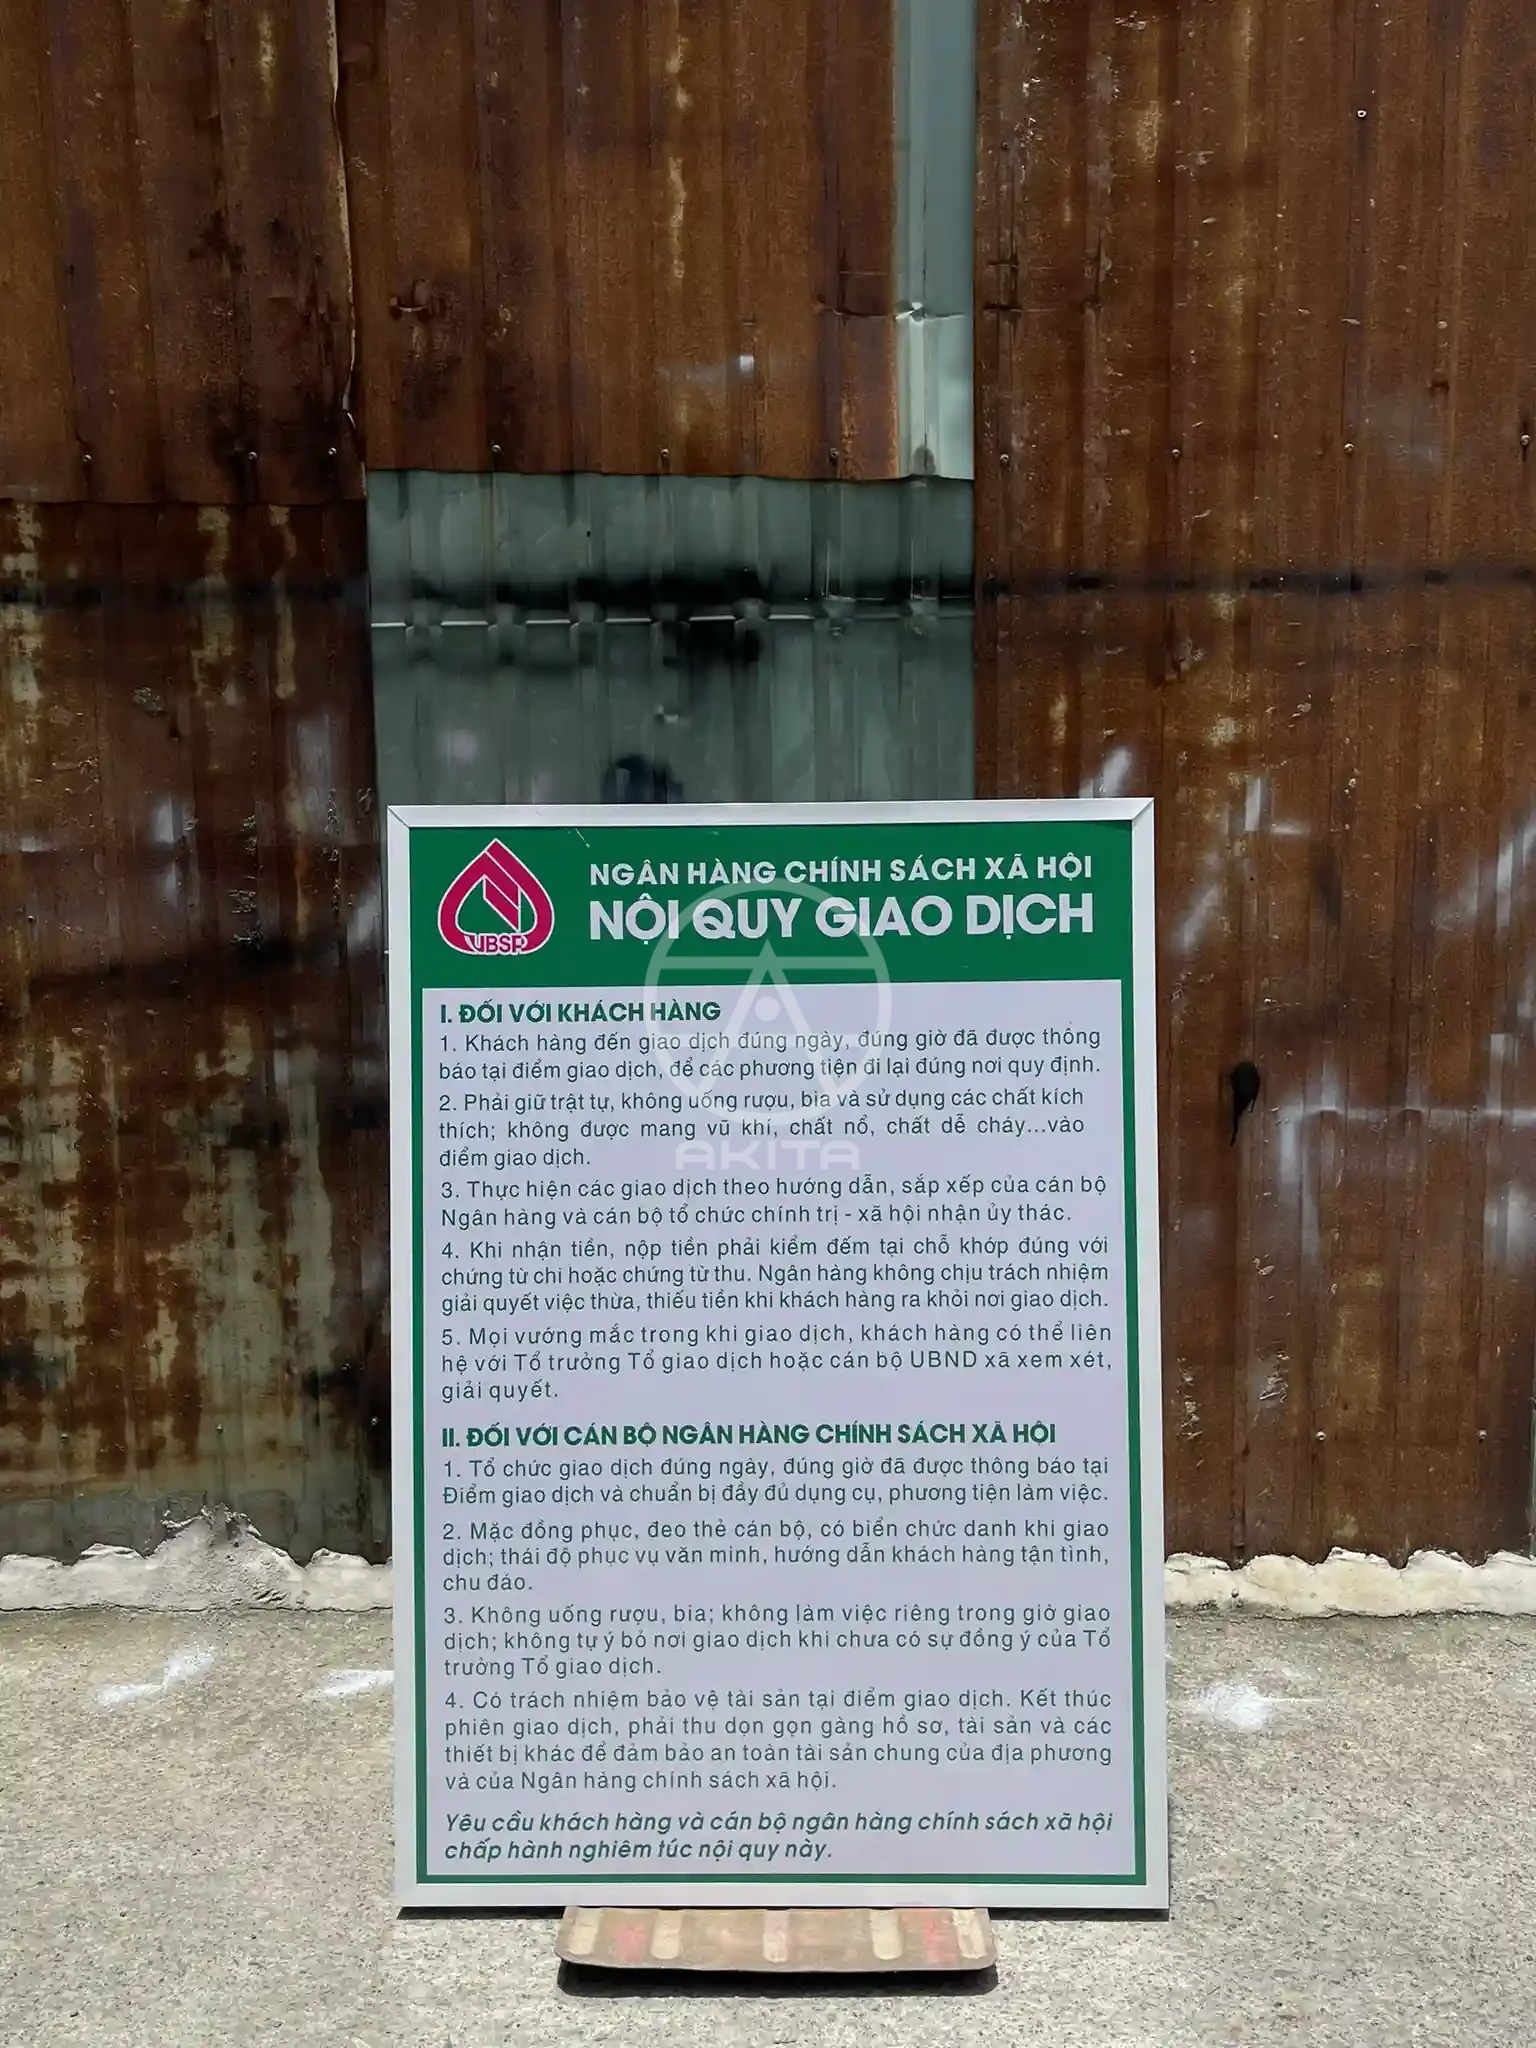 VBSP
NGÂN HÀNG CHÍNH SÁCH XÃ HỘI
NỘI QUY GIAO DỊCH
I. ĐỐI VỚI KHÁCH HÀNG
1. Khách hàng đến giao dịch đúng ngày, đúng giờ đã được thông
báo tại điểm giao dịch, để các phương tiện đi lại đúng nơi quy định.
2. Phải giữ trật tự, không uống rượu, bia và sử dụng các chất kích
thích; không được mang vũ khí, chất nổ, chất dễ cháy...vào
điểm giao dịch.
AKITA
3. Thực hiện các giao dịch theo hướng dẫn, sắp xếp của cán bộ
Ngân hàng và cán bộ tổ chức chính trị - xã hội nhận ủy thác.
4. Khi nhận tiền, nộp tiền phải kiểm đếm tại chỗ khớp đúng với
chứng từ chi hoặc chứng từ thu. Ngân hàng không chịu trách nhiệm
giải quyết việc thừa, thiếu tiền khi khách hàng ra khỏi nơi giao dịch.
5. Mọi vướng mắc trong khi giao dịch, khách hàng có thể liên
hệ với Tổ trưởng Tổ giao dịch hoặc cán bộ UBND xã xem xét,
giải quyết.
II. ĐỐI VỚI CÁN BỘ NGÂN HÀNG CHÍNH SÁCH XÃ HỘI
1. Tổ chức giao dịch đúng ngày, đúng giờ đã được thông báo tại
Điểm giao dịch và chuẩn bị đầy đủ dụng cụ, phương tiện làm việc.
2. Mặc đồng phục, đeo thẻ cán bộ, có biển chức danh khi giao
dịch; thái độ phục vụ văn minh, hướng dẫn khách hàng tận tình,
chu đáo.
3. Không uống rượu, bia; không làm việc riêng trong giờ giao
dịch; không tự ý bỏ nơi giao dịch khi chưa có sự đồng ý của Tổ
trưởng Tổ giao dịch.
4. Có trách nhiệm bảo vệ tài sản tại điểm giao dịch. Kết thúc
phiên giao dịch, phải thu dọn gọn gàng hồ sơ, tài sản và các
thiết bị khác để đảm bảo an toàn tài sản chung của địa phương
và của Ngân hàng chính sách xã hội.
Yêu cầu khách hàng và cán bộ ngân hàng chính sách xã hội
chấp hành nghiêm túc nội quy này.